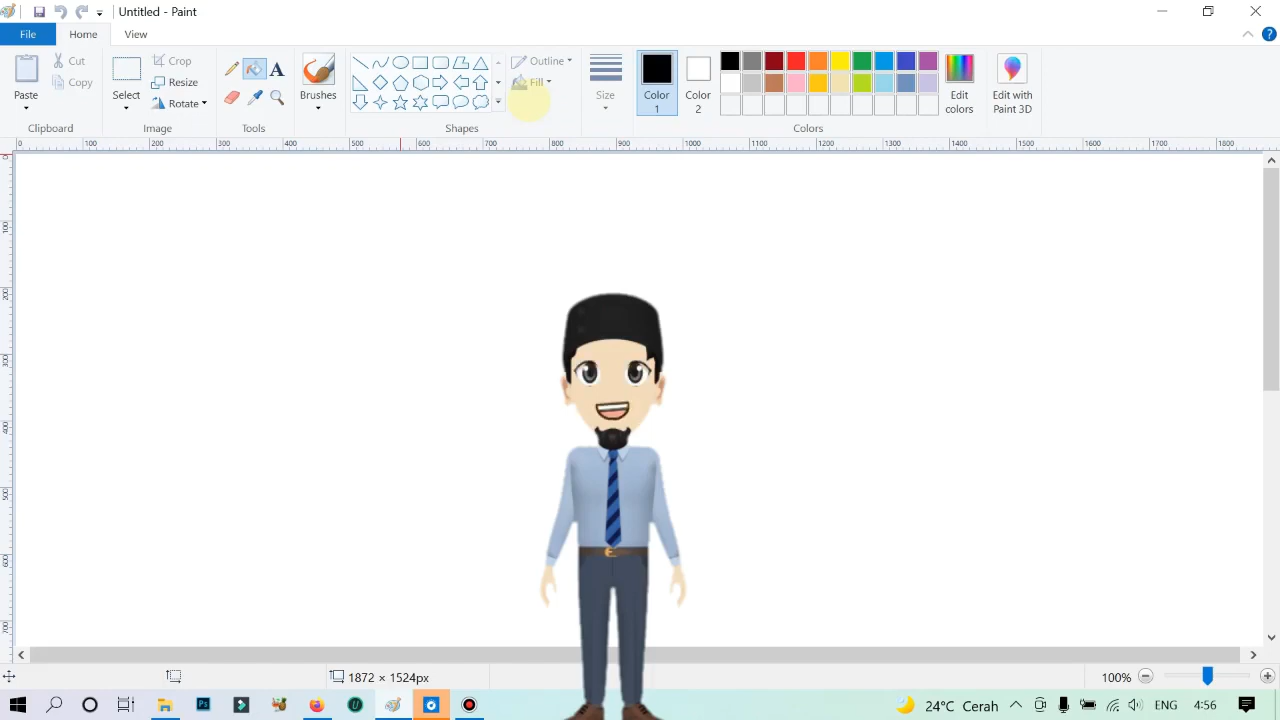 Untitled - Paint
File Home View
Paste
Cut
Copy
Clipboard
Select
Crop
Resize
Rotate
Image
A
Tools
Brushes
Outline
Fill
Shapes
Size
Color 1
Color 2
Edit colors
Colors
Edit with Paint 3D
0 100 200 300 400 500 600 700 800 900 1000 1100 1200 1300 1400 1500 1600 1700 1800
1872 × 1524px
100%
24°C Cerah
ENG
4:56